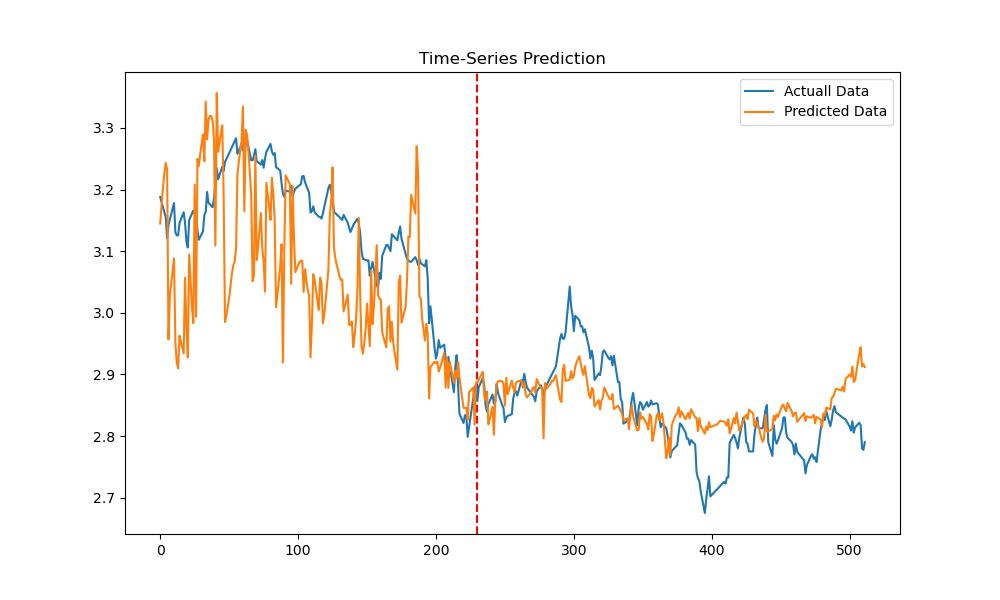 Time-Series Prediction
Actuall Data
Predicted Data
3.3
3.2
3.1
3.0
2.9
2.8
2.7
0 100 200 300 400 500